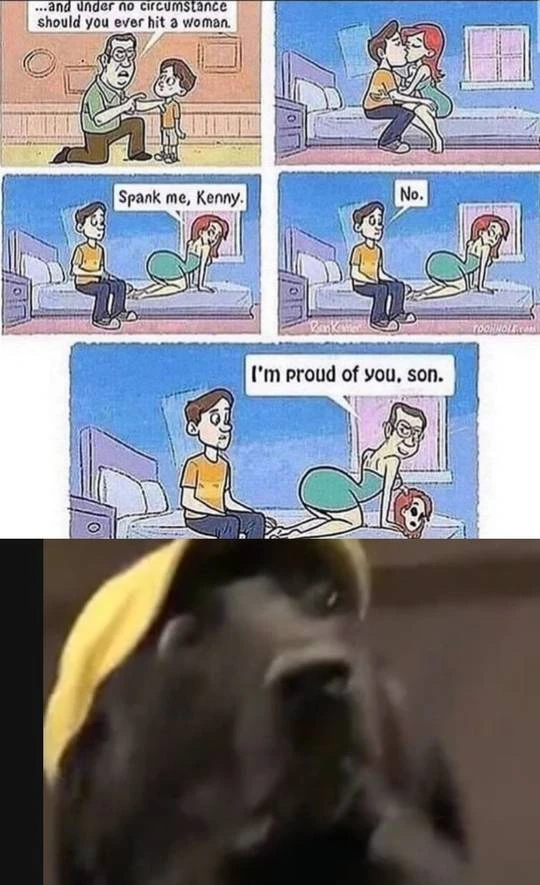 ...and under no circumstance
should you ever hit a woman.
Spank me, Kenny.
No.
I'm proud of you, son.